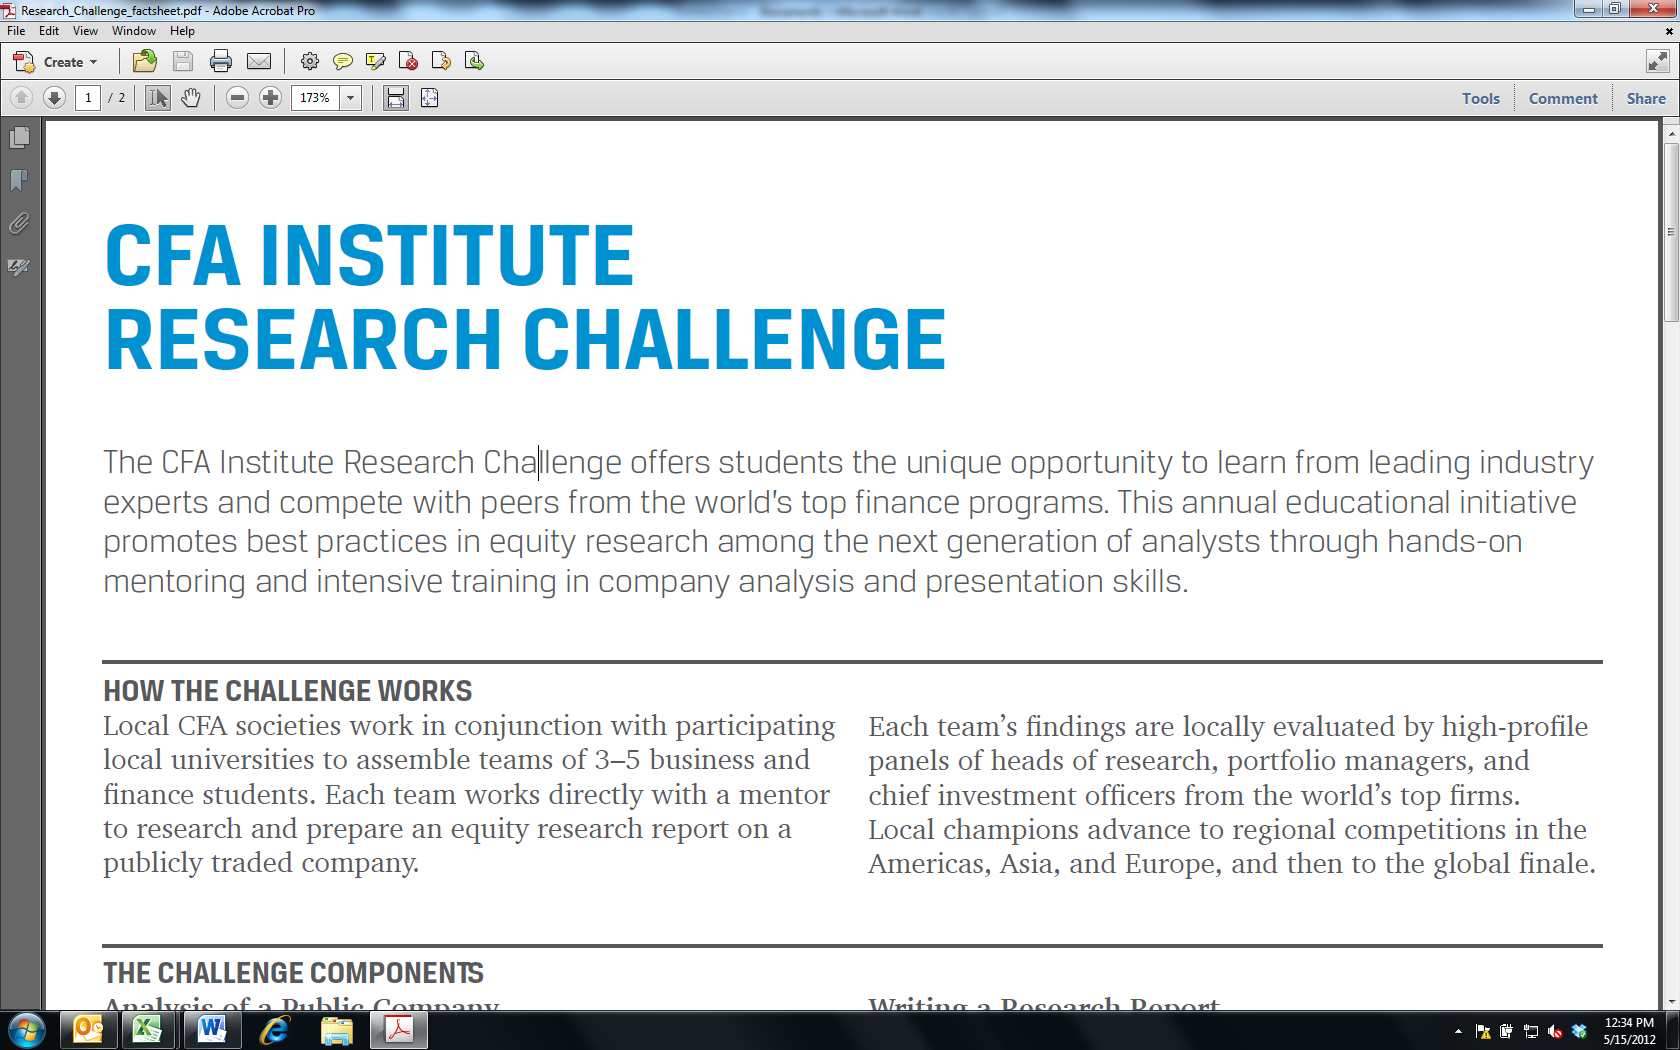 Research_Challenge_factsheet.pdf - Adobe Acrobat Pro
File Edit View Window Help
Create
1 / 2 173% Tools Comment Share
CFA INSTITUTE
RESEARCH CHALLENGE
The CFA Institute Research Challenge offers students the unique opportunity to learn from leading industry
experts and compete with peers from the world's top finance programs. This annual educational initiative
promotes best practices in equity research among the next generation of analysts through hands-on
mentoring and intensive training in company analysis and presentation skills.
HOW THE CHALLENGE WORKS
Local CFA societies work in conjunction with participating
local universities to assemble teams of 3–5 business and
finance students. Each team works directly with a mentor
to research and prepare an equity research report on a
publicly traded company.
Each team’s findings are locally evaluated by high-profile
panels of heads of research, portfolio managers, and
chief investment officers from the world’s top firms.
Local champions advance to regional competitions in the
Americas, Asia, and Europe, and then to the global finale.
THE CHALLENGE COMPONENTS
Analysis of a Public Company
Writing a Research Report
12:34 PM
5/15/2012